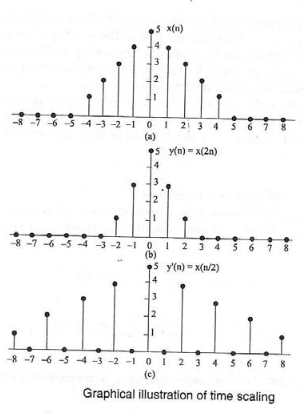 5 x(n)
4
3
2
1
-8 -7 -6 -5 -4 -3 -2 -1 0 1 2 3 4 5 6 7 8
(a)
5 y(n) = x(2n)
4
3
2
1
-8 -7 -6 -5 -4 -3 -2 -1 0 1 2 3 4 5 6 7 8
(b)
5 y'(n) = x(n/2)
4
3
2
1
-8 -7 -6 -5 -4 -3 -2 -1 0 1 2 3 4 5 6 7 8
(c)
Graphical illustration of time scaling